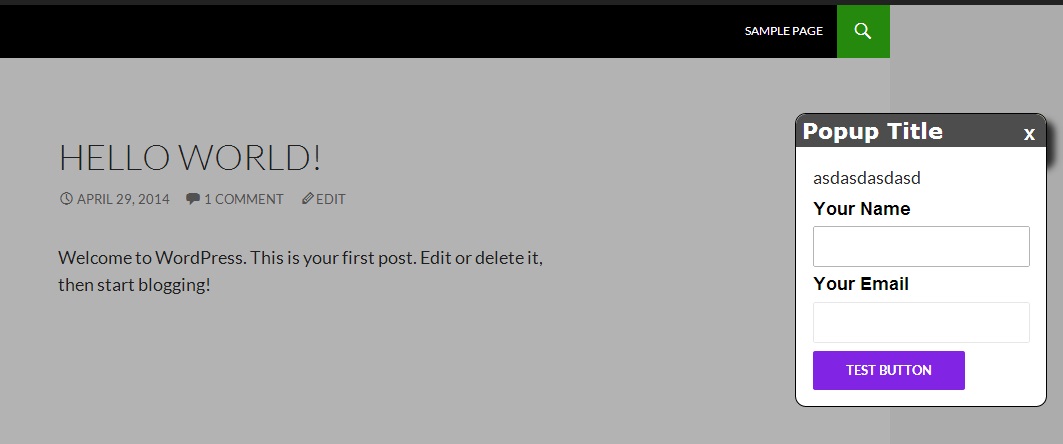 SAMPLE PAGE
HELLO WORLD!
APRIL 29, 2014 1 COMMENT EDIT
Welcome to WordPress. This is your first post. Edit or delete it,
then start blogging!
Popup Title x
asdasdasdasd
Your Name
Your Email
TEST BUTTON